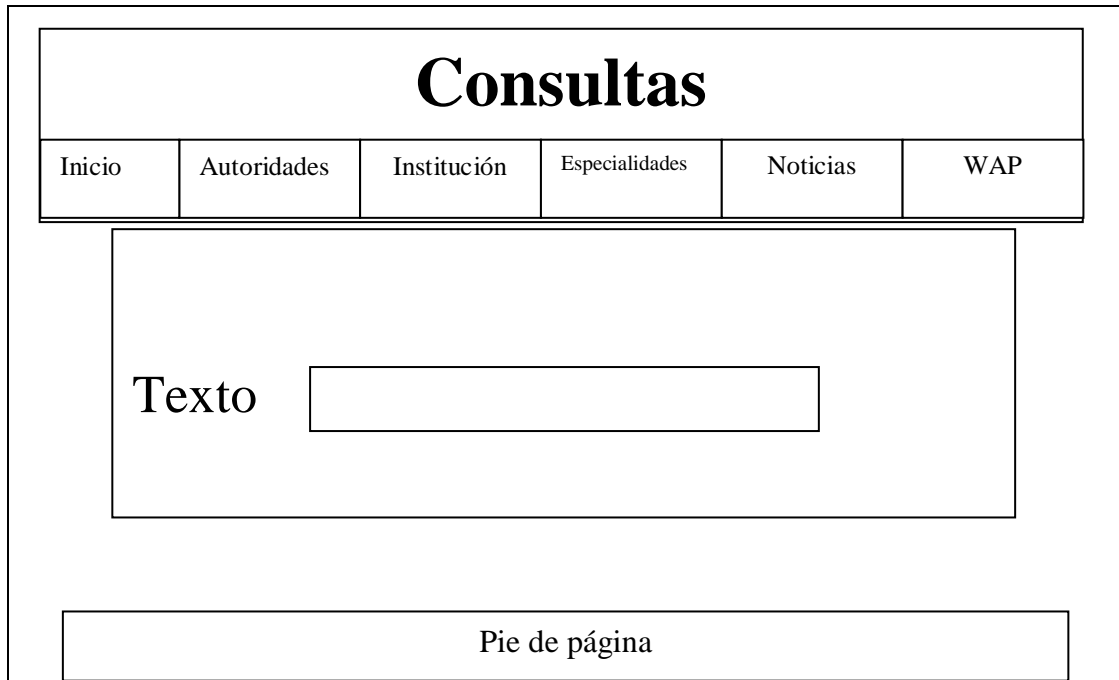 Consultas
Inicio Autoridades Institución Especialidades Noticias WAP
Texto
Pie de página